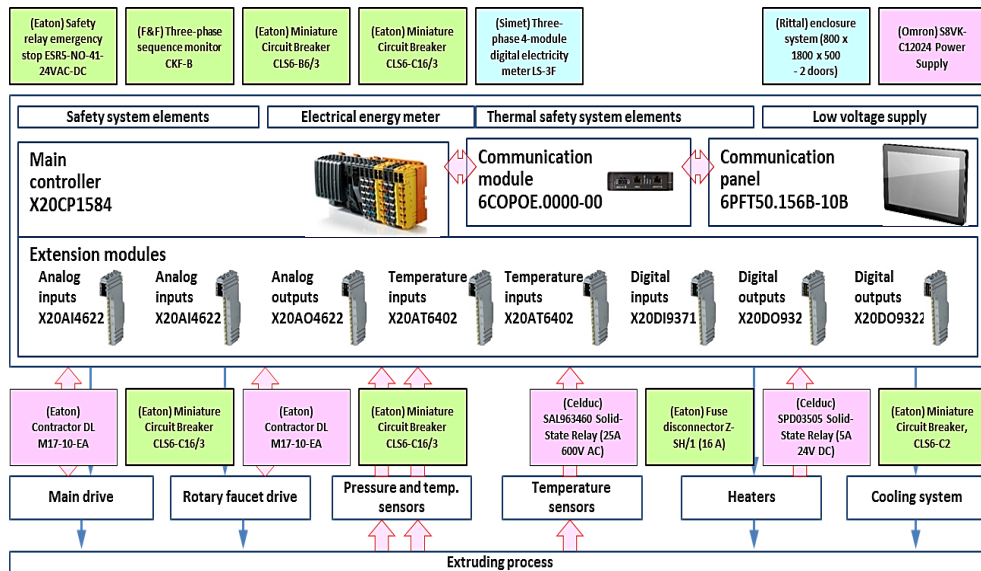 (Eaton) Safety
relay emergency
stop ESR5-NO-41-
24VAC-DC
(F&F) Three-phase
sequence monitor
CKF-B
(Eaton) Miniature
Circuit Breaker
CLS6-B6/3
(Eaton) Miniature
Circuit Breaker
CLS6-C16/3
(Simet) Three-
phase 4-module
digital electricity
meter LS-3F
(Rittal) enclosure
system (800 x
1800 x 500
- 2 doors)
(Omron) S8VK-
C12024 Power
Supply
Safety system elements
Electrical energy meter
Thermal safety system elements
Low voltage supply
Main
controller
X20CP1584
Communication
module
6COPOE.0000-00
Communication
panel
6PFT50.156B-10B
Extension modules
Analog
inputs
X20AI4622
Analog
inputs
X20AI4622
Analog
outputs
X20AO4622
Temperature
inputs
X20AT6402
Temperature
inputs
X20AT6402
Digital
inputs
X20DI9371
Digital
outputs
X20DO932
Digital
outputs
X20DO9322
(Eaton)
Contractor DL
M17-10-EA
(Eaton) Miniature
Circuit Breaker
CLS6-C16/3
(Eaton)
Contractor DL
M17-10-EA
(Eaton) Miniature
Circuit Breaker
CLS6-C16/3
(Celduc)
SAL963460 Solid-
State Relay (25A
600V AC)
(Eaton) Fuse
disconnector Z-
SH/1 (16 A)
(Celduc)
SPD03505 Solid-
State Relay (5A
24V DC)
(Eaton) Miniature
Circuit Breaker,
CLS6-C2
Main drive
Rotary faucet drive
Pressure and temp.
sensors
Temperature
sensors
Heaters
Cooling system
Extruding process